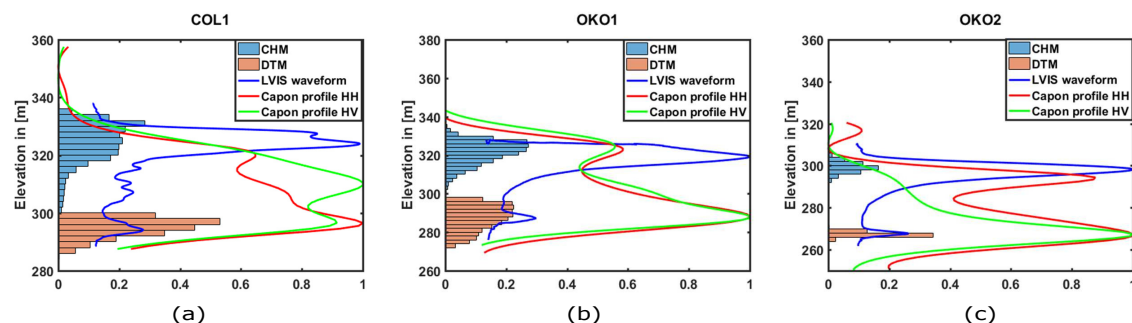 COL1
OKO1
OKO2
360
340
320
300
280
Elevation in [m]
CHM
DTM
LVIS waveform
Capon profile HH
Capon profile HV
0
0.2
0.4
0.6
0.8
1
(a)
380
360
340
320
300
280
260
Elevation in [m]
CHM
DTM
LVIS waveform
Capon profile HH
Capon profile HV
0
0.2
0.4
0.6
0.8
1
(b)
360
340
320
300
280
260
Elevation in [m]
CHM
DTM
LVIS waveform
Capon profile HH
Capon profile HV
0
0.2
0.4
0.6
0.8
1
(c)